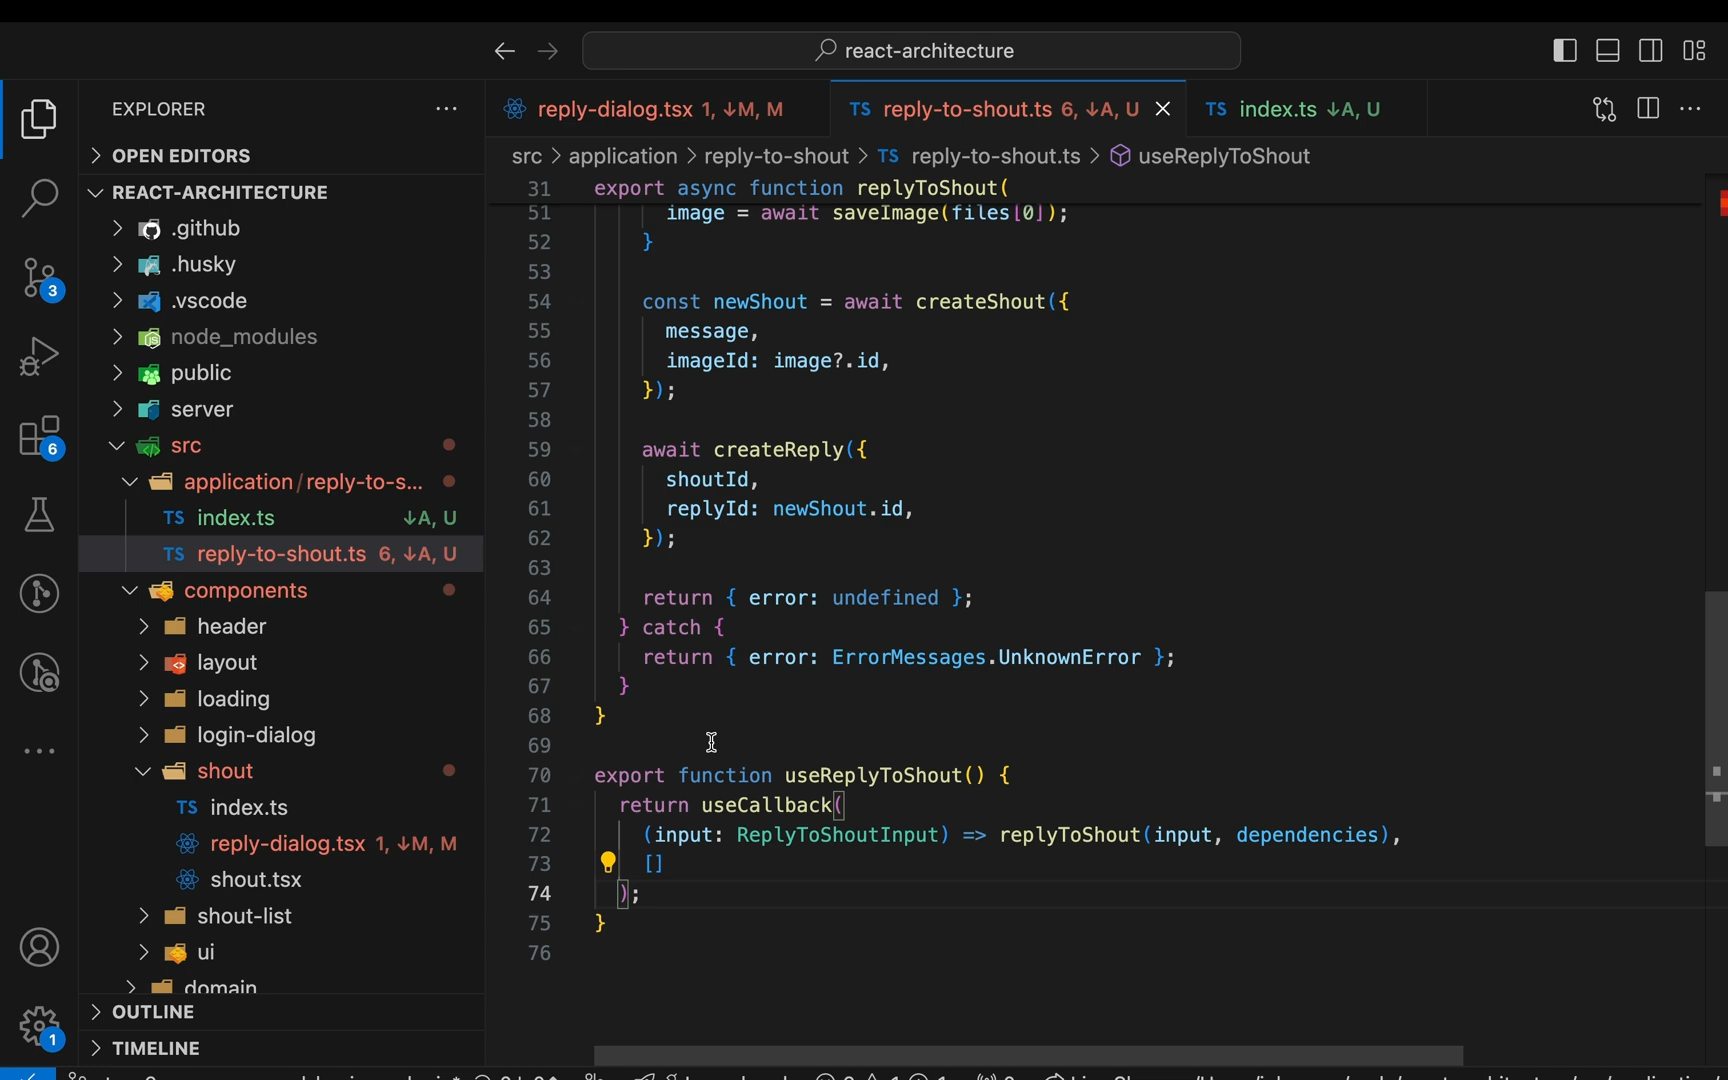 react-architecture
EXPLORER
OPEN EDITORS
REACT-ARCHITECTURE
.github
.husky
.vscode
node_modules
public
server
src
application / reply-to-s...
TS index.ts ↓A, U
TS reply-to-shout.ts 6, ↓A, U
components
header
layout
loading
login-dialog
shout
TS index.ts
reply-dialog.tsx 1, ↓M, M
shout.tsx
shout-list
ui
domain
OUTLINE
TIMELINE
3
6
1
reply-dialog.tsx 1, ↓M, M
TS reply-to-shout.ts 6, ↓A, U
TS index.ts ↓A, U
src > application > reply-to-shout > TS reply-to-shout.ts > useReplyToShout
31 export async function replyToShout(
51 image = await saveImage(files[0]);
52 }
53
54 const newShout = await createShout({
55 message,
56 imageId: image?.id,
57 });
58
59 await createReply({
60 shoutId,
61 replyId: newShout.id,
62 });
63
64 return { error: undefined };
65 } catch {
66 return { error: ErrorMessages.UnknownError };
67 }
68 }
69
70 export function useReplyToShout() {
71 return useCallback(
72 (input: ReplyToShoutInput) => replyToShout(input, dependencies),
73 []
74 );
75 }
76